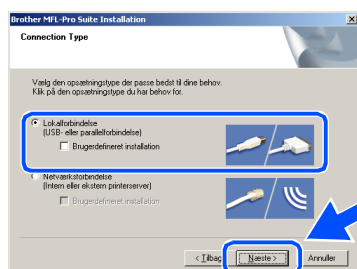 Brother MFL-Pro Suite Installation
Connection Type
Vælg den opsætningstype der passe bedst til dine behov.
Klik på den opsætningstype du har behov for.
Lokalforbindelse
(USB- eller parallelforbindelse)
Brugerdefineret installation
Netværksforbindelse
(Intern eller ekstern printerserver)
Brugerdefineret installation
< Tilbage Næste > Annuller